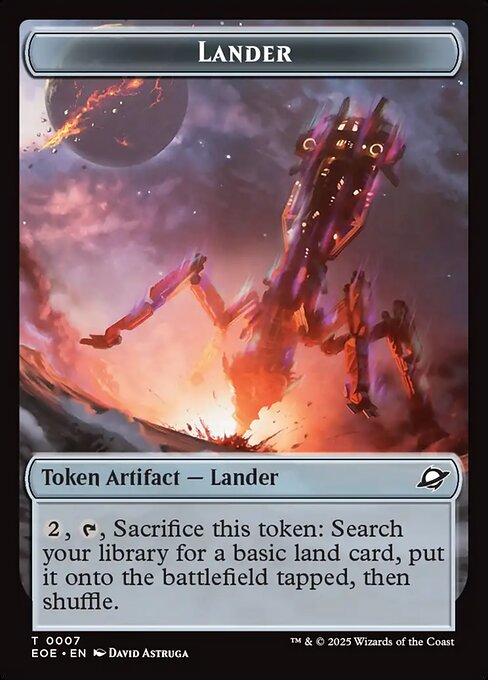 Lander
Token Artifact — Lander
2, , Sacrifice this token: Search
your library for a basic land card, put
it onto the battlefield tapped, then
shuffle.
T 0007
EOE • EN David Astruga
™ & © 2025 Wizards of the Coast